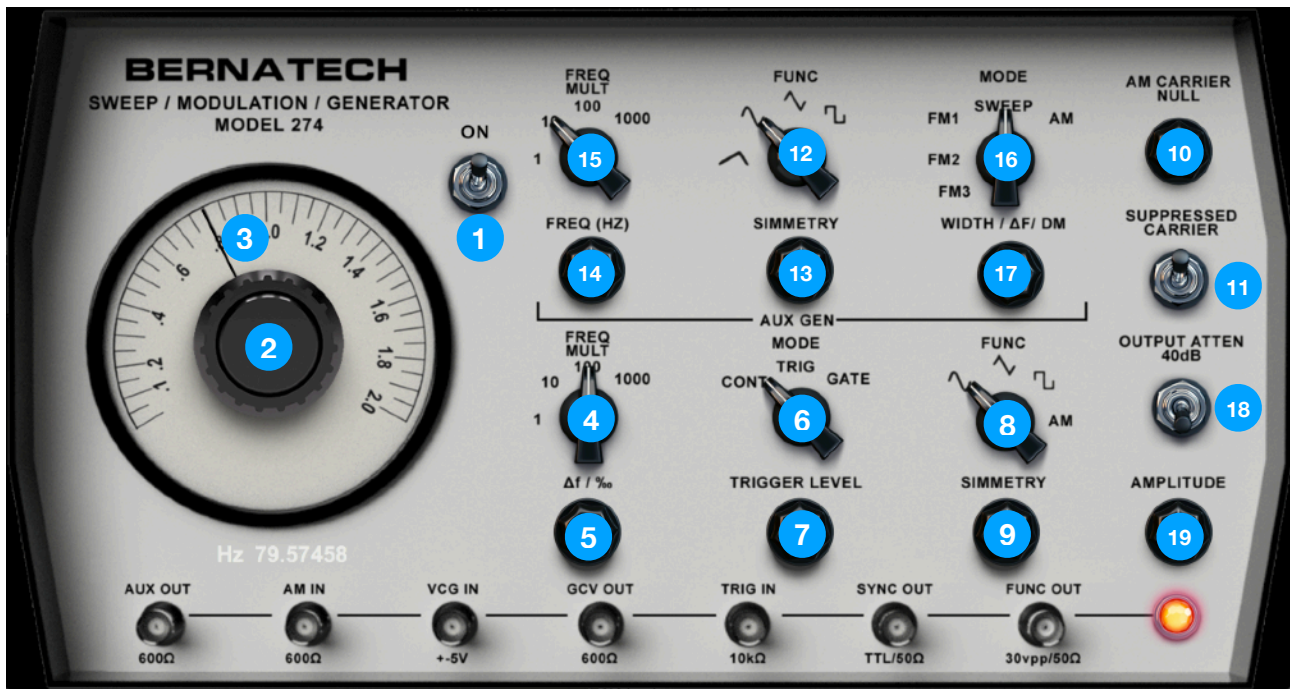 BERNATECH
SWEEP / MODULATION / GENERATOR
MODEL 274
ON
1
2
3
.1
.2
.4
.6
1.2
1.4
1.6
1.8
2.0
Hz 79.57458
FREQ
MULT
1
100
1000
15
FUNC
12
MODE
FM1
SWEEP
AM
FM2
FM3
16
AM CARRIER
NULL
10
FREQ (HZ)
14
SIMMETRY
13
WIDTH / ΔF/ DM
17
SUPPRESSED
CARRIER
11
AUX GEN
FREQ
MULT
1
10
100
1000
4
MODE
CONT
TRIG
GATE
6
FUNC
AM
8
OUTPUT ATTEN
40dB
18
Δf / ‰
5
TRIGGER LEVEL
7
SIMMETRY
9
AMPLITUDE
19
AUX OUT
600Ω
AM IN
600Ω
VCG IN
+-5V
GCV OUT
600Ω
TRIG IN
10kΩ
SYNC OUT
TTL/50Ω
FUNC OUT
30vpp/50Ω